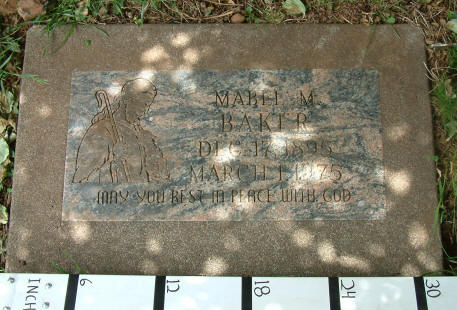 MABEL M.
BAKER
DEC. 17, 1895
MARCH 1, 1975
MAY YOU REST IN PEACE WITH GOD
INCH 6 12 18 24 30